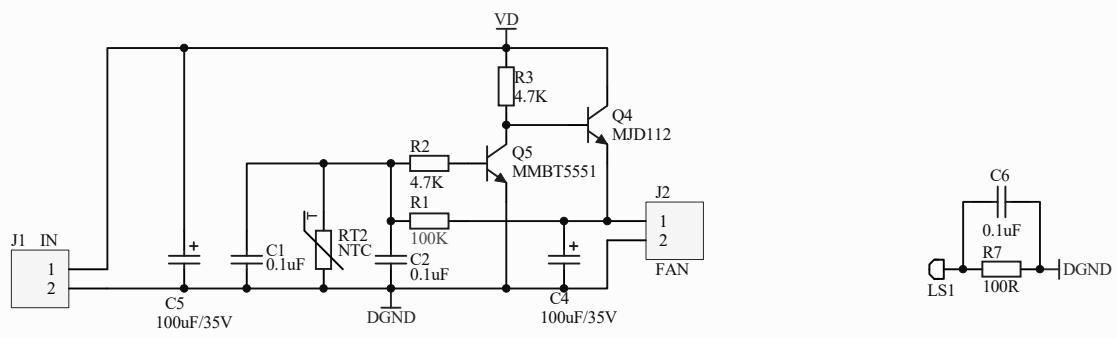 VD
R3
4.7K
Q4
MJD112
R2
4.7K
Q5
MMBT5551
R1
100K
J2
1
2
FAN
J1 IN
1
2
+
C5
100uF/35V
C1
0.1uF
T
RT2
NTC
C2
0.1uF
DGND
+
C4
100uF/35V
C6
0.1uF
R7
100R
LS1
DGND